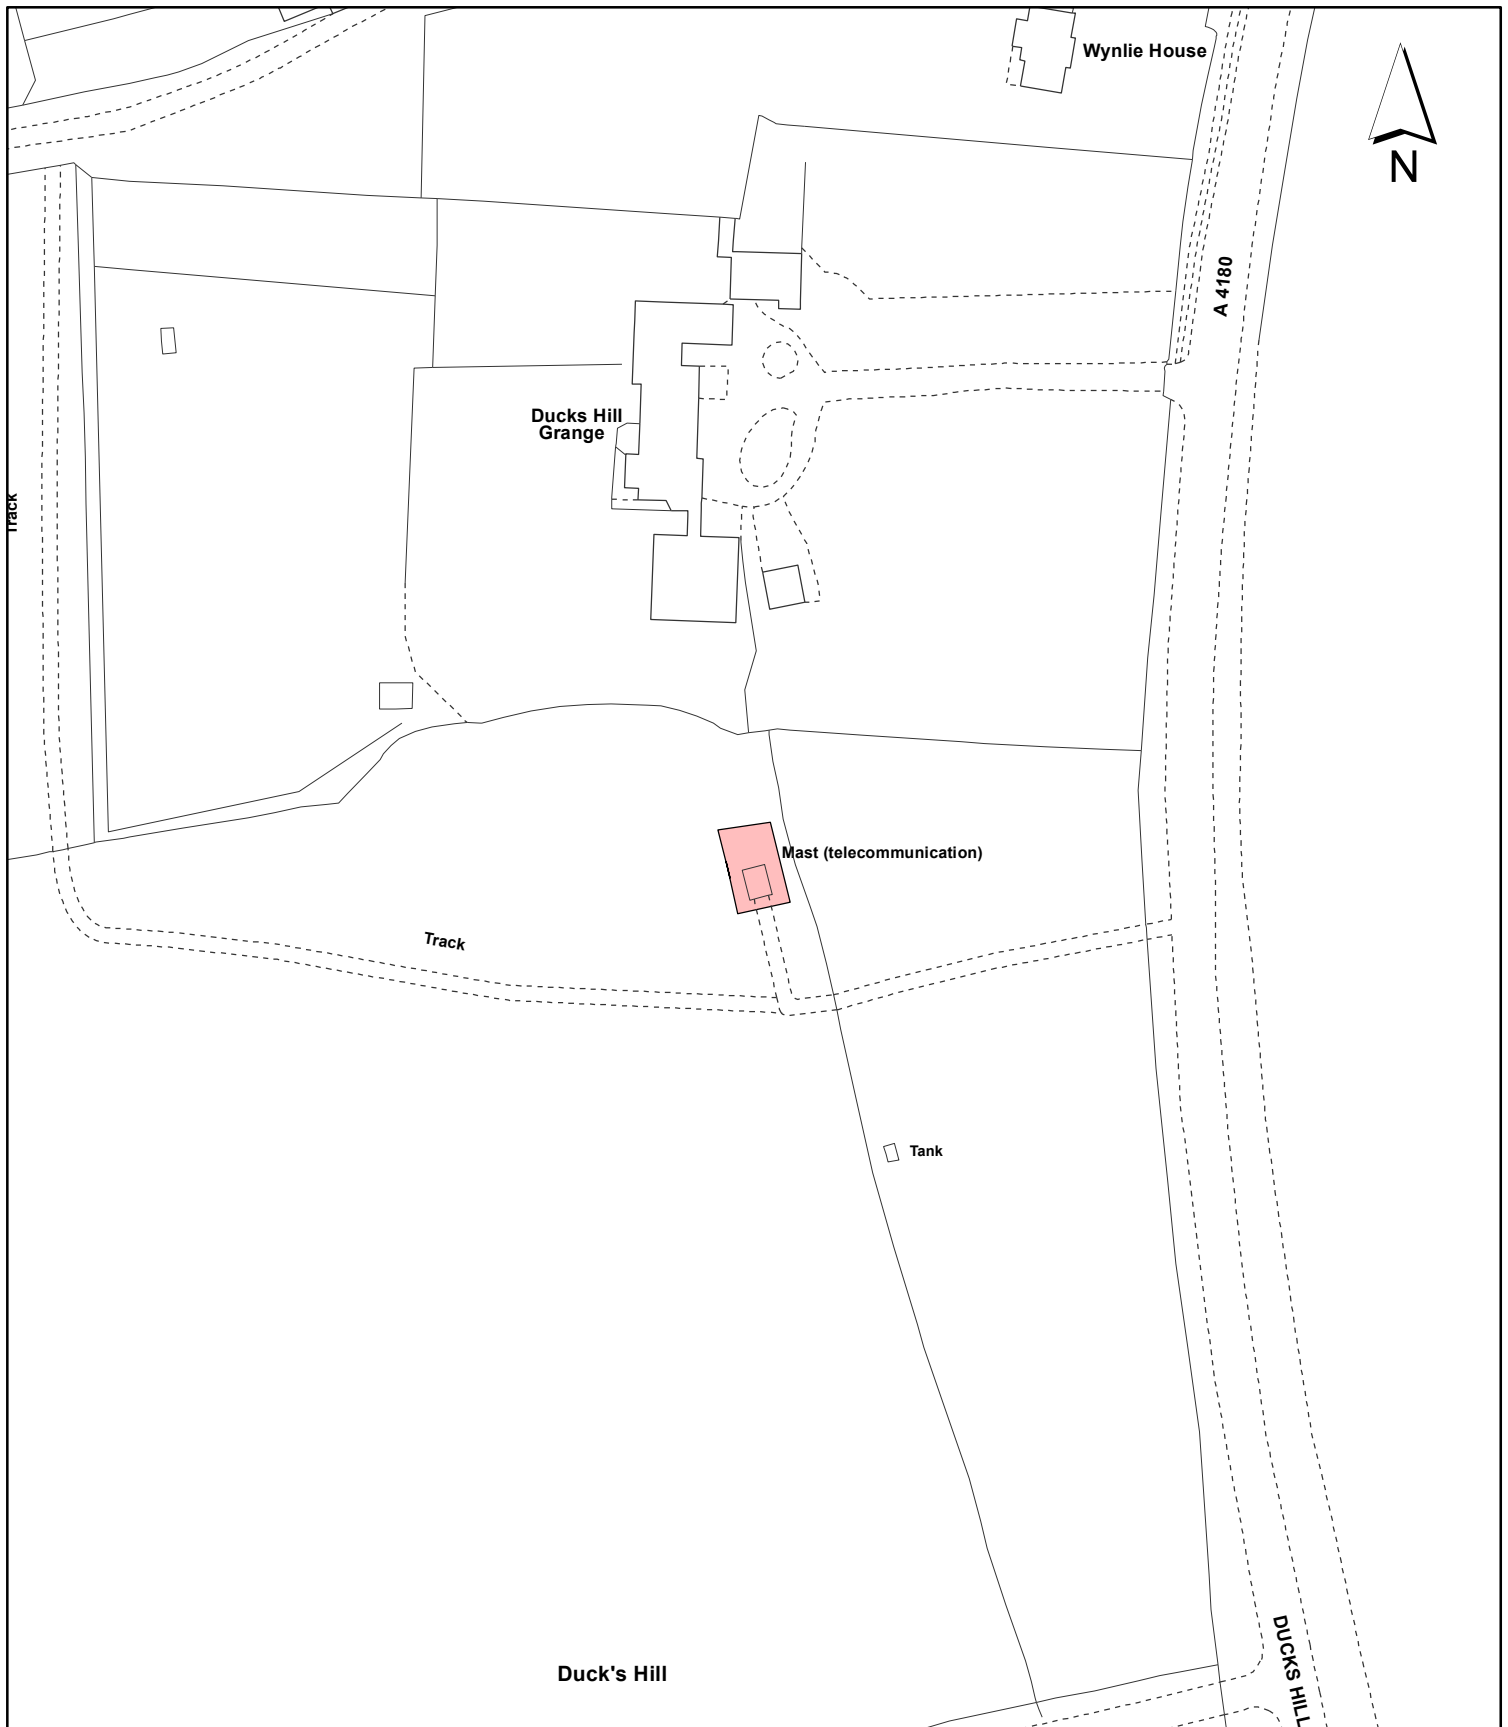 Wynlie House
N
A 4180
Ducks Hill
Grange
Track
Mast (telecommunication)
Track
Tank
Duck's Hill
DUCKS HILL